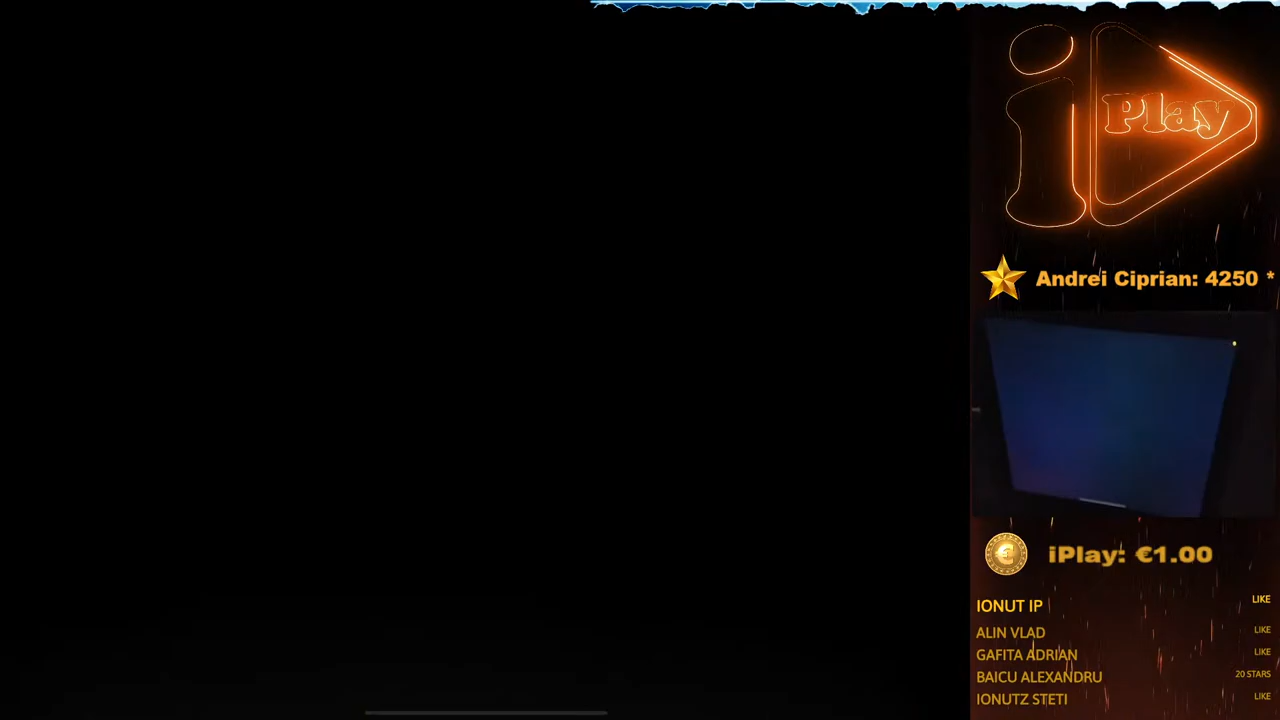 i Play
Andrei Ciprian: 4250 *
iPlay: €1.00
IONUT IP LIKE
ALIN VLAD LIKE
GAFITA ADRIAN LIKE
BAICU ALEXANDRU 20 STARS
IONUTZ STETI LIKE